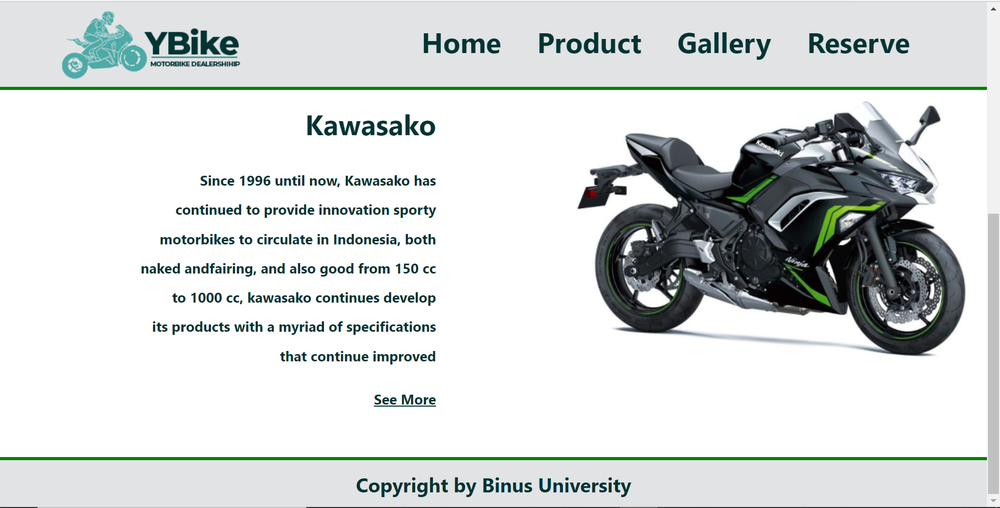 YBike
MOTORBIKE DEALERSHIHIP
Home Product Gallery Reserve
Kawasako
Since 1996 until now, Kawasako has
continued to provide innovation sporty
motorbikes to circulate in Indonesia, both
naked andfairing, and also good from 150 cc
to 1000 cc, kawasako continues develop
its products with a myriad of specifications
that continue improved
See More
Kawasaki
Ninja
Copyright by Binus University